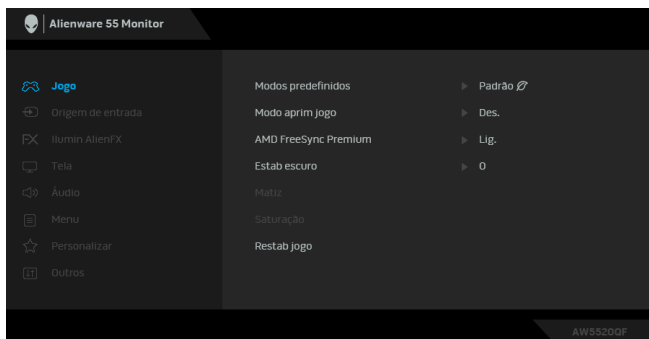 Alienware 55 Monitor
Jogo
Modos predefinidos
Padrão
Origem de entrada
Modo aprim jogo
Des.
Ilumin AlienFX
AMD FreeSync Premium
Lig.
Tela
Estab escuro
0
Áudio
Matiz
Menu
Saturação
Personalizar
Restab jogo
Outros
AW5520QF